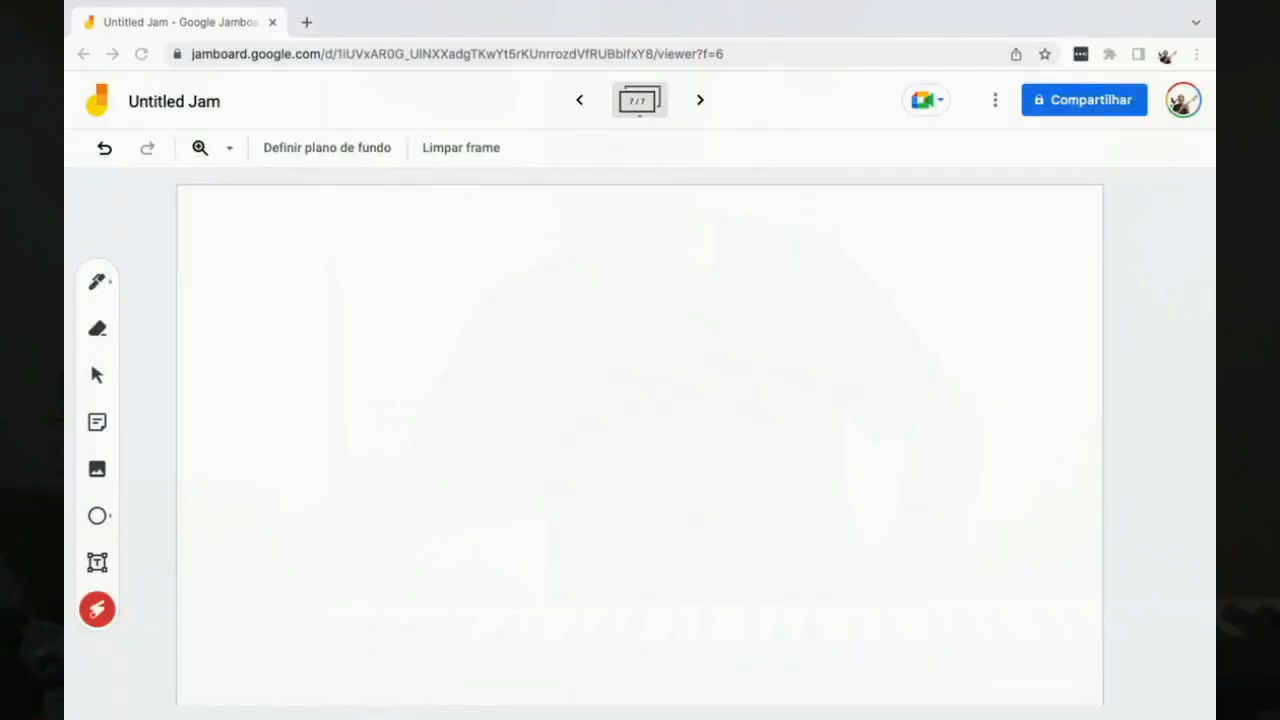 Untitled Jam - Google Jamboa
jamboard.google.com/d/1iUVxAR0G_UlNXXadgTKwYt5rKUnrrozdVfRUBblfxY8/viewer?f=6
Untitled Jam
7/7
Compartilhar
Definir plano de fundo
Limpar frame